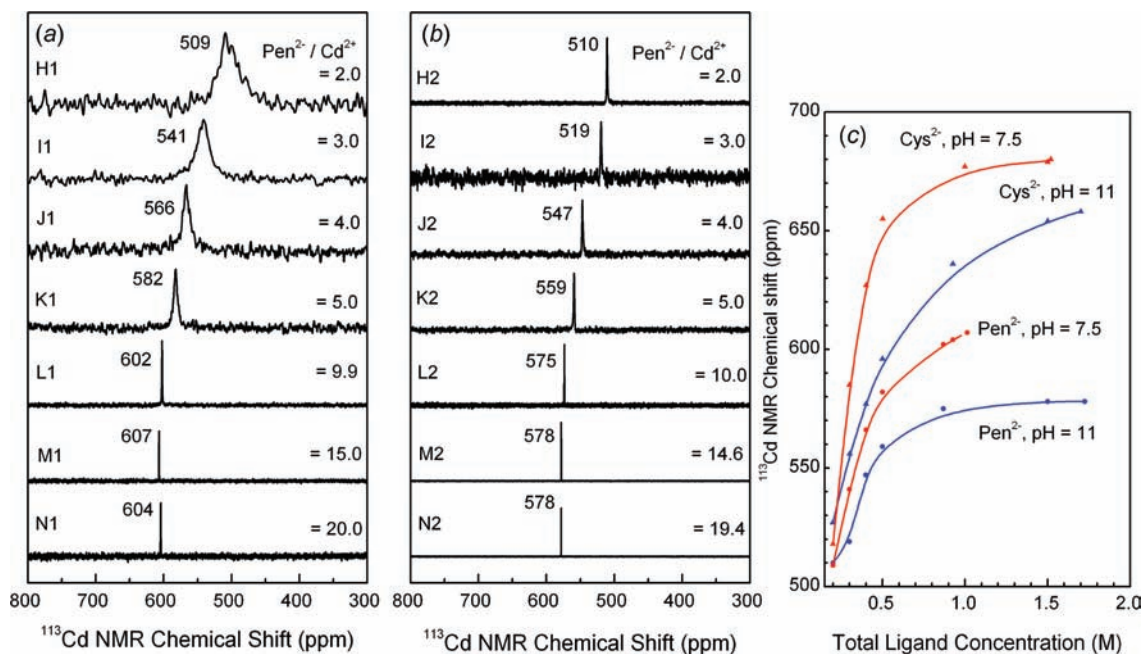 (a)
509
Pen²⁻ / Cd²⁺
H1
= 2.0
541
I1
= 3.0
566
J1
= 4.0
582
K1
= 5.0
602
L1
= 9.9
607
M1
= 15.0
604
N1
= 20.0
800 700 600 500 400 300
¹¹³Cd NMR Chemical Shift (ppm)
(b)
510
Pen²⁻ / Cd²⁺
H2
= 2.0
519
I2
= 3.0
547
J2
= 4.0
559
K2
= 5.0
575
L2
= 10.0
578
M2
= 14.6
578
N2
= 19.4
800 700 600 500 400 300
¹¹³Cd NMR Chemical Shift (ppm)
700
(c)
Cys²⁻, pH = 7.5
Cys²⁻, pH = 11
650
600
Pen²⁻, pH = 7.5
Pen²⁻, pH = 11
550
500
¹¹³Cd NMR Chemical shift (ppm)
0.5 1.0 1.5 2.0
Total Ligand Concentration (M)